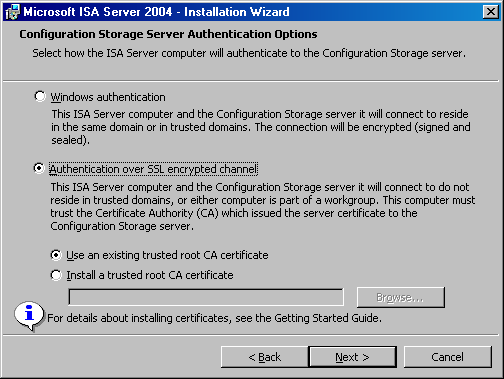 Microsoft ISA Server 2004 - Installation Wizard
Configuration Storage Server Authentication Options
Select how the ISA Server computer will authenticate to the Configuration Storage server.
Windows authentication
This ISA Server computer and the Configuration Storage server it will connect to reside
in the same domain or in trusted domains. The connection will be encrypted (signed and
sealed).
Authentication over SSL encrypted channel
This ISA Server computer and the Configuration Storage server it will connect to do not
reside in trusted domains, or either computer is part of a workgroup. This computer must
trust the Certificate Authority (CA) which issued the server certificate to the
Configuration Storage server.
Use an existing trusted root CA certificate
Install a trusted root CA certificate
Browse...
For details about installing certificates, see the Getting Started Guide.
< Back
Next >
Cancel